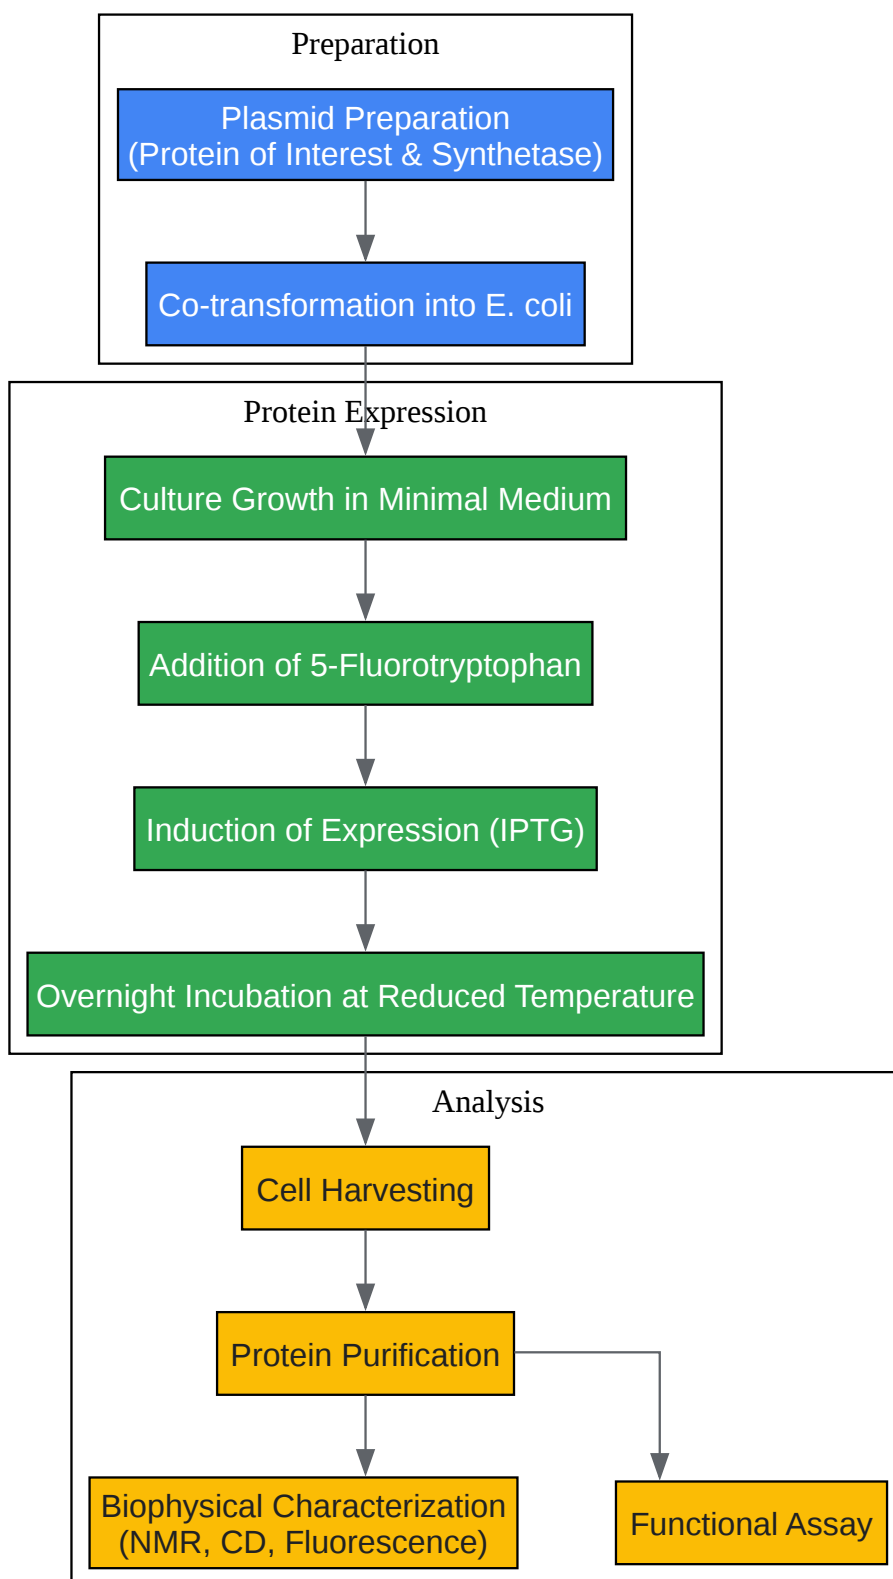 Preparation
Plasmid Preparation
(Protein of Interest & Synthetase)
Co-transformation into E. coli
Protein Expression
Culture Growth in Minimal Medium
Addition of 5-Fluorotryptophan
Induction of Expression (IPTG)
Overnight Incubation at Reduced Temperature
Analysis
Cell Harvesting
Protein Purification
Biophysical Characterization
(NMR, CD, Fluorescence)
Functional Assay